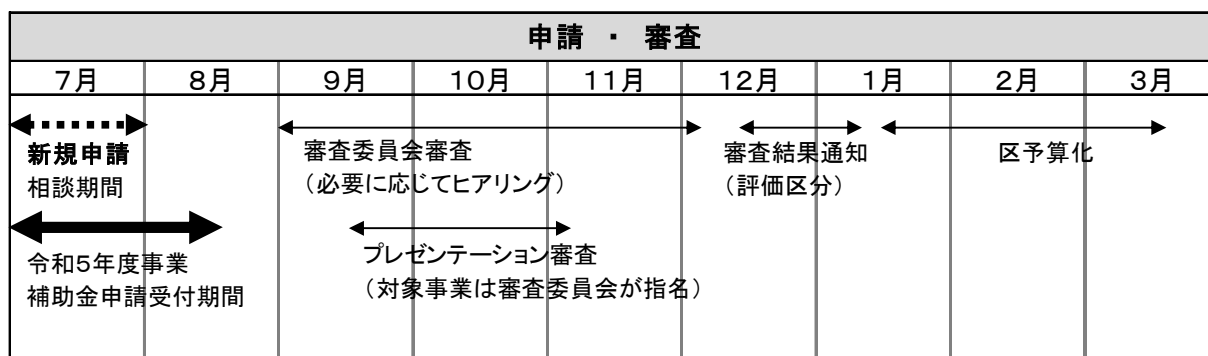 申請 ・ 審査
７月 ８月 ９月 １０月 １１月 １２月 １月 ２月 ３月
新規申請
相談期間
令和５年度事業
補助金申請受付期間
審査委員会審査
（必要に応じてヒアリング）
プレゼンテーション審査
（対象事業は審査委員会が指名）
審査結果通知
（評価区分）
区予算化